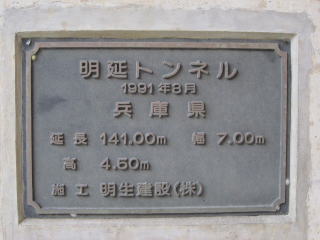 明延トンネル
1991年8月
兵庫県
延長 141.00m 幅 7.00m
高 4.50m
施工 明生建設(株)